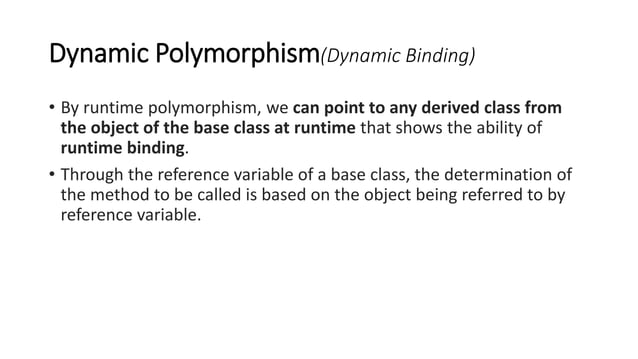 Dynamic Polymorphism(Dynamic Binding)
• By runtime polymorphism, we can point to any derived class from
the object of the base class at runtime that shows the ability of
runtime binding.
• Through the reference variable of a base class, the determination of
the method to be called is based on the object being referred to by
reference variable.